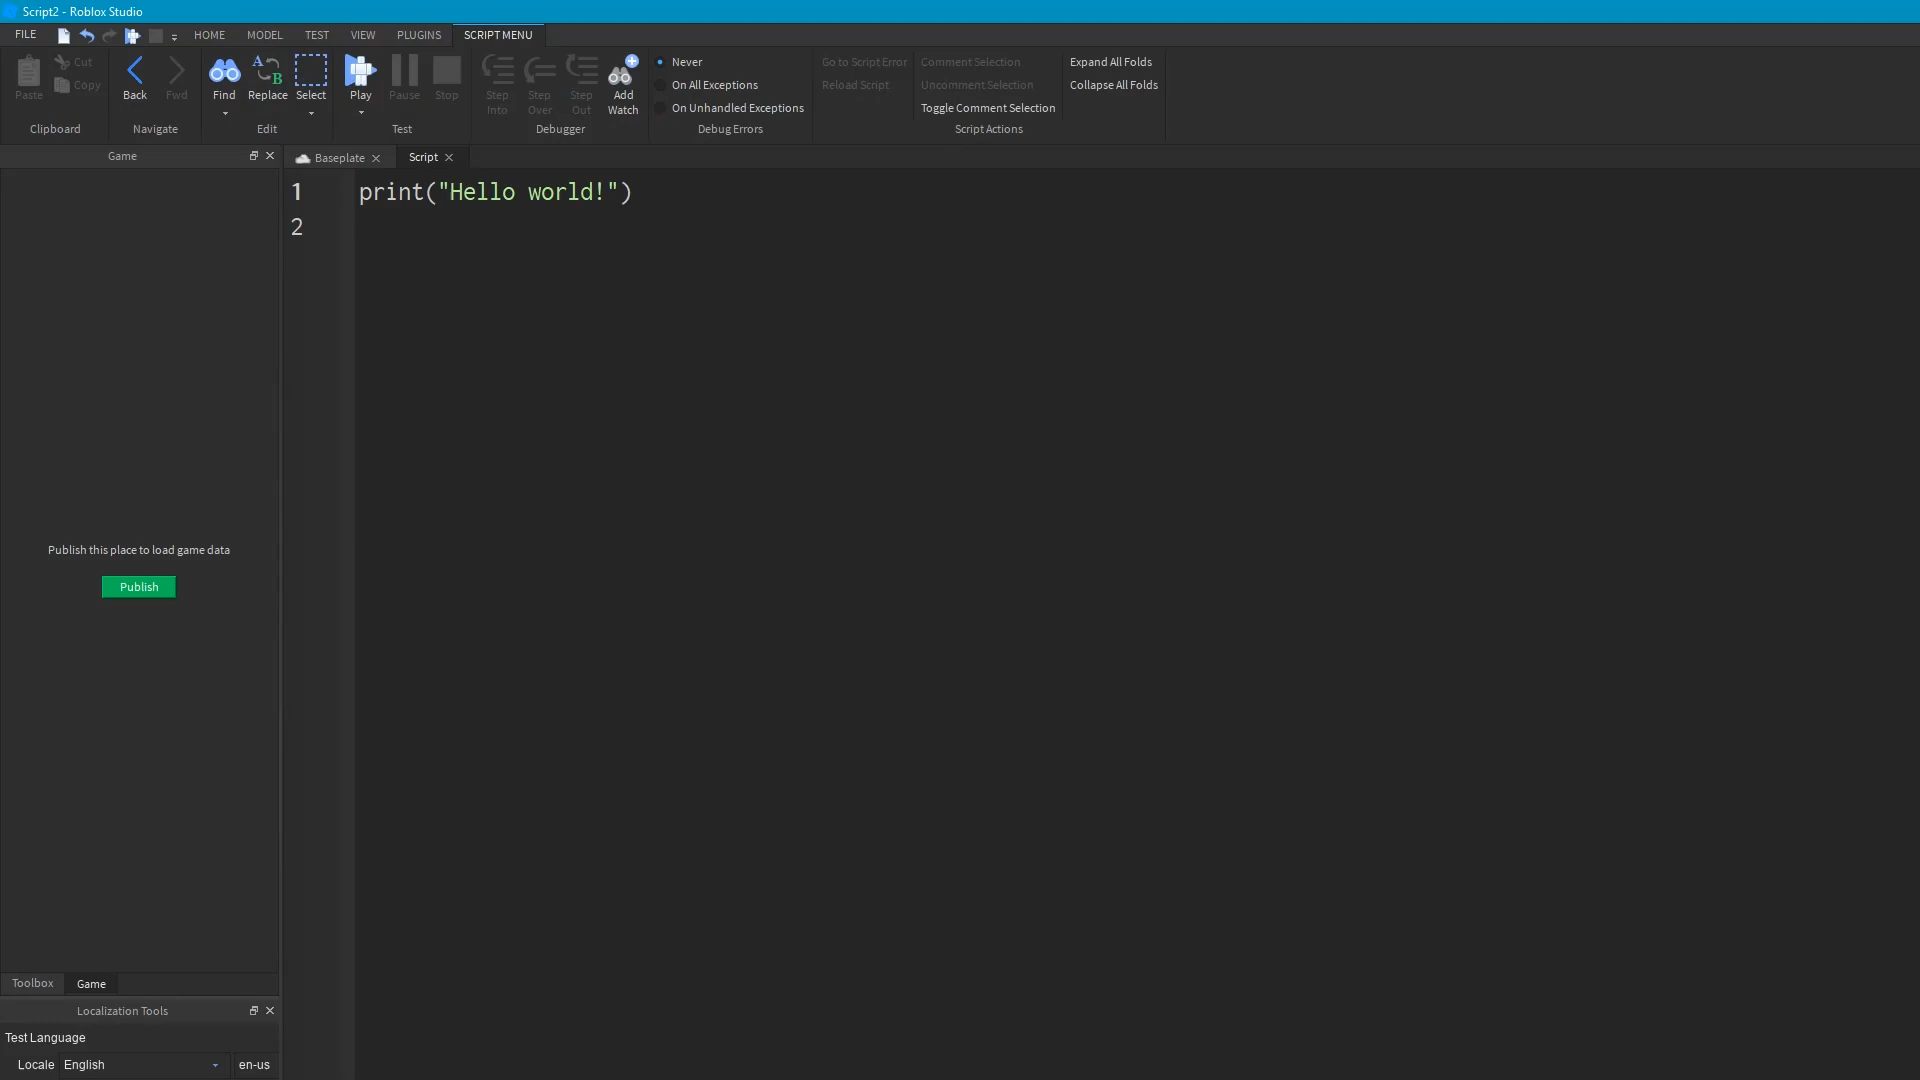 Script2 - Roblox Studio
FILE HOME MODEL TEST VIEW PLUGINS SCRIPT MENU
Paste Cut Copy
Clipboard
Back Fwd
Navigate
Find Replace Select
Edit
Play Pause Stop
Test
Step Into Step Over Step Out Add Watch
Debugger
Never
On All Exceptions
On Unhandled Exceptions
Debug Errors
Go to Script Error
Reload Script
Comment Selection
Uncomment Selection
Toggle Comment Selection
Expand All Folds
Collapse All Folds
Script Actions
Game
Baseplate Script
1 print("Hello world!")
2
Publish this place to load game data
Publish
Toolbox Game
Localization Tools
Test Language
Locale English en-us